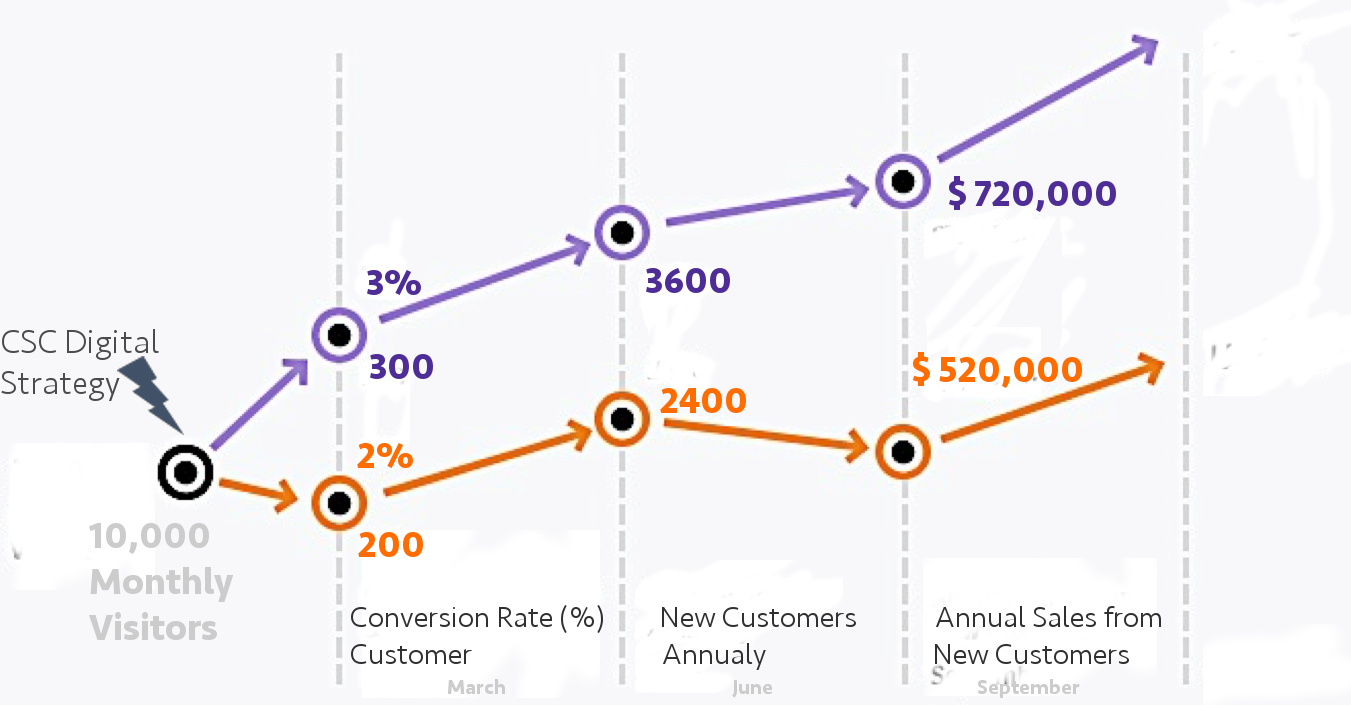 $ 720,000
3%
3600
300
CSC Digital
Strategy
$ 520,000
2400
2%
200
10,000
Monthly
Visitors
Conversion Rate (%)
Customer
New Customers
Annualy
Annual Sales from
New Customers
March
June
September